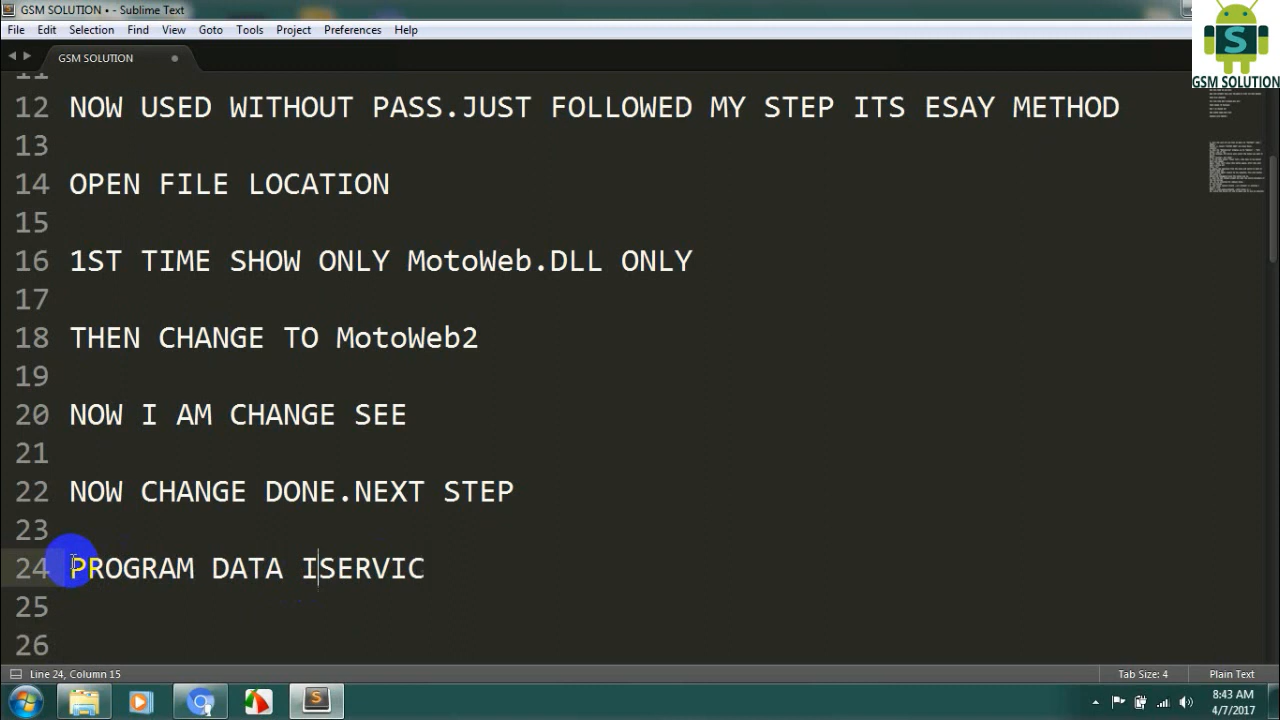 GSM SOLUTION • - Sublime Text
File Edit Selection Find View Goto Tools Project Preferences Help
GSM SOLUTION
S
GSM SOLUTION
11
12 NOW USED WITHOUT PASS.JUST FOLLOWED MY STEP ITS ESAY METHOD
13
14 OPEN FILE LOCATION
15
16 1ST TIME SHOW ONLY MotoWeb.DLL ONLY
17
18 THEN CHANGE TO MotoWeb2
19
20 NOW I AM CHANGE SEE
21
22 NOW CHANGE DONE.NEXT STEP
23
24 PROGRAM DATA ISERVIC
25
26
Line 24, Column 15 Tab Size: 4 Plain Text
8:43 AM
4/7/2017